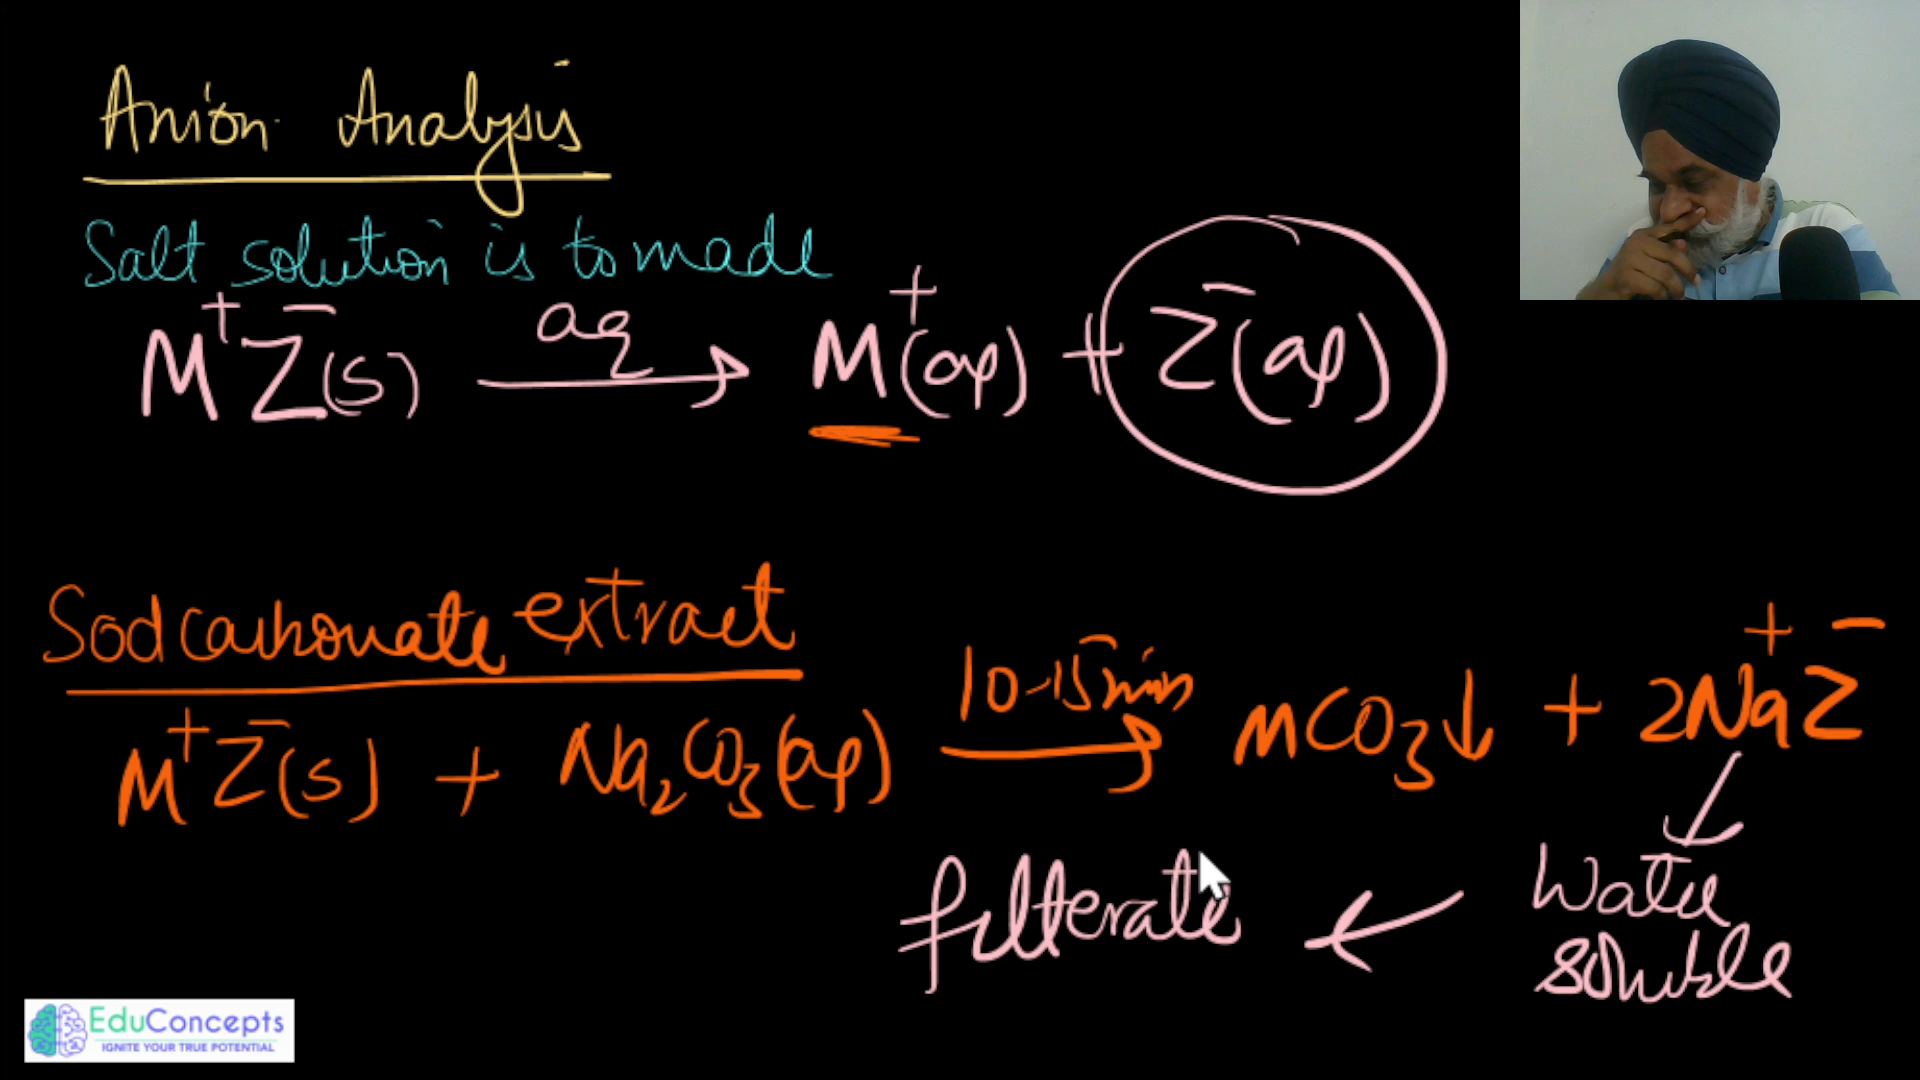 Anion Analysis
Salt solution is to made
M⁺Z⁻(s) aq → M⁺(aq) + Z⁻(aq)
Sod carbonate extract
M⁺Z⁻(s) + Na₂CO₃(aq) 10-15 min → MCO₃↓ + 2Na⁺Z⁻
Water
soluble
filterate ←
EduConcepts
IGNITE YOUR TRUE POTENTIAL